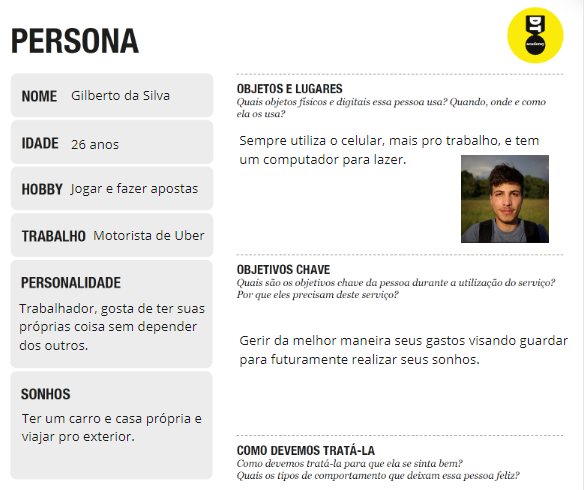 PERSONA
DT
academy
NOME Gilberto da Silva
IDADE 26 anos
HOBBY Jogar e fazer apostas
TRABALHO Motorista de Uber
PERSONALIDADE
Trabalhador, gosta de ter suas
próprias coisa sem depender
dos outros.
SONHOS
Ter um carro e casa própria e
viajar pro exterior.
OBJETOS E LUGARES
Quais objetos físicos e digitais essa pessoa usa? Quando, onde e como
ela os usa?
Sempre utiliza o celular, mais pro trabalho, e tem
um computador para lazer.
OBJETIVOS CHAVE
Quais são os objetivos chave da pessoa durante a utilização do serviço?
Por que eles precisam deste serviço?
Gerir da melhor maneira seus gastos visando guardar
para futuramente realizar seus sonhos.
COMO DEVEMOS TRATÁ-LA
Como devemos tratá-la para que ela se sinta bem?
Quais os tipos de comportamento que deixam essa pessoa feliz?